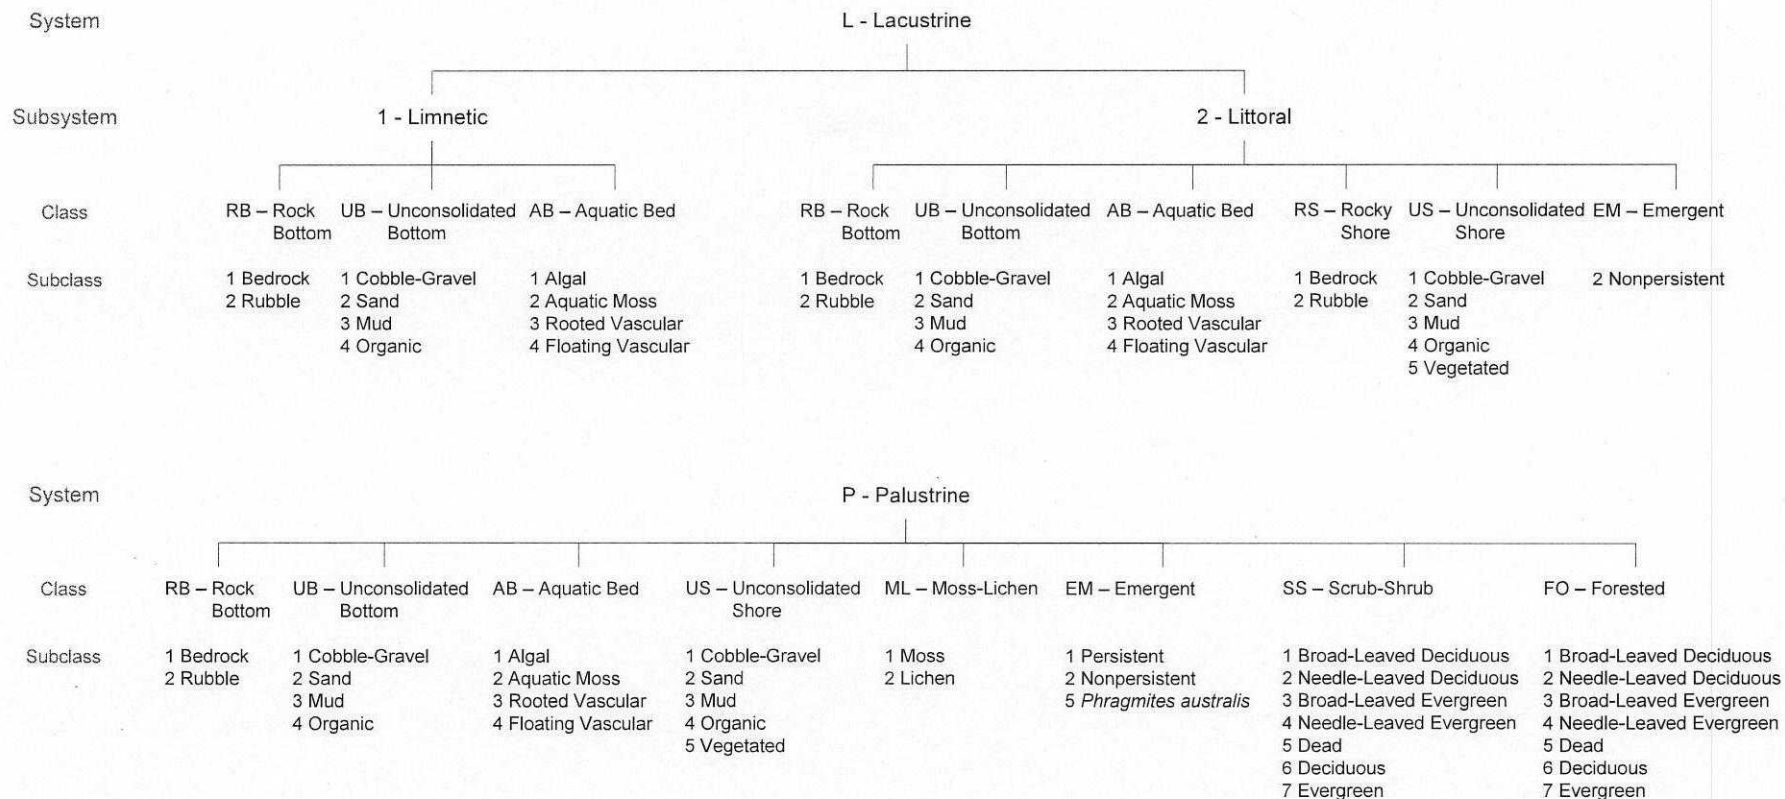 System L - Lacustrine
Subsystem 1 - Limnetic 2 - Littoral
Class RB – Rock Bottom UB – Unconsolidated Bottom AB – Aquatic Bed RB – Rock Bottom UB – Unconsolidated Bottom AB – Aquatic Bed RS – Rocky Shore US – Unconsolidated Shore EM – Emergent
Subclass 1 Bedrock 1 Cobble-Gravel 1 Algal 1 Bedrock 1 Cobble-Gravel 1 Algal 1 Bedrock 1 Cobble-Gravel 2 Nonpersistent
2 Rubble 2 Sand 2 Aquatic Moss 2 Rubble 2 Sand 2 Aquatic Moss 2 Rubble 2 Sand
3 Mud 3 Rooted Vascular 3 Mud 3 Rooted Vascular 3 Mud
4 Organic 4 Floating Vascular 4 Organic 4 Floating Vascular 4 Organic
5 Vegetated
System P - Palustrine
Class RB – Rock Bottom UB – Unconsolidated Bottom AB – Aquatic Bed US – Unconsolidated Shore ML – Moss-Lichen EM – Emergent SS – Scrub-Shrub FO – Forested
Subclass 1 Bedrock 1 Cobble-Gravel 1 Algal 1 Cobble-Gravel 1 Moss 1 Persistent 1 Broad-Leaved Deciduous 1 Broad-Leaved Deciduous
2 Rubble 2 Sand 2 Aquatic Moss 2 Sand 2 Lichen 2 Nonpersistent 2 Needle-Leaved Deciduous 2 Needle-Leaved Deciduous
3 Mud 3 Rooted Vascular 3 Mud 5 Phragmites australis 3 Broad-Leaved Evergreen 3 Broad-Leaved Evergreen
4 Organic 4 Floating Vascular 4 Organic 4 Needle-Leaved Evergreen 4 Needle-Leaved Evergreen
5 Vegetated 5 Dead 5 Dead
6 Deciduous 6 Deciduous
7 Evergreen 7 Evergreen